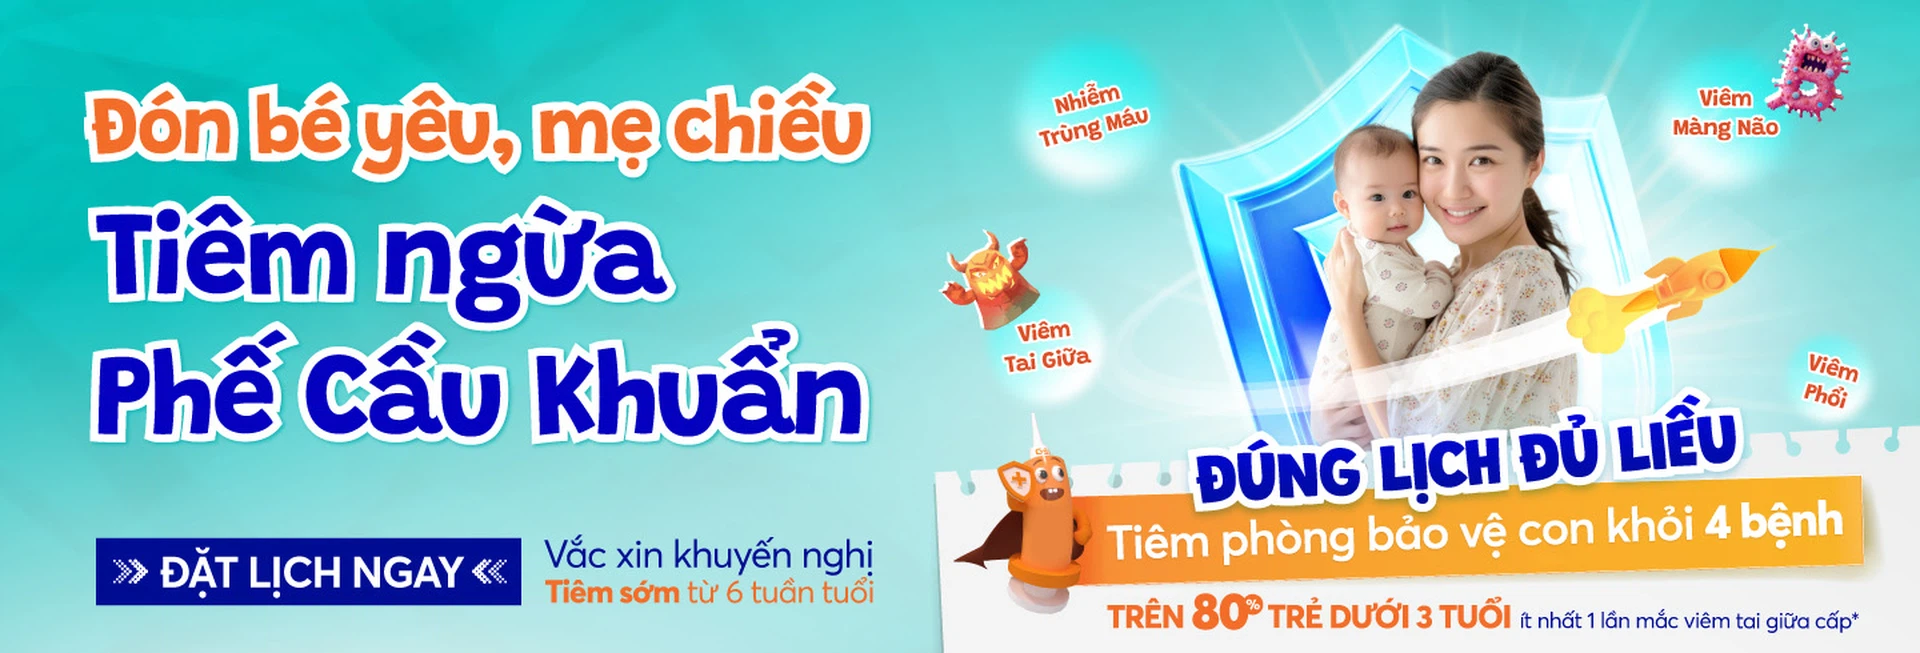 Đón bé yêu, mẹ chiều
Tiêm ngừa
Phế Cầu Khuẩn
ĐẶT LỊCH NGAY
Vắc xin khuyến nghị
Tiêm sớm từ 6 tuần tuổi
Nhiễm
Trùng Máu
Viêm
Màng Não
Viêm
Tai Giữa
Viêm
Phổi
ĐÚNG LỊCH ĐỦ LIỀU
Tiêm phòng bảo vệ con khỏi 4 bệnh
TRÊN 80% TRẺ DƯỚI 3 TUỔI ít nhất 1 lần mắc viêm tai giữa cấp*